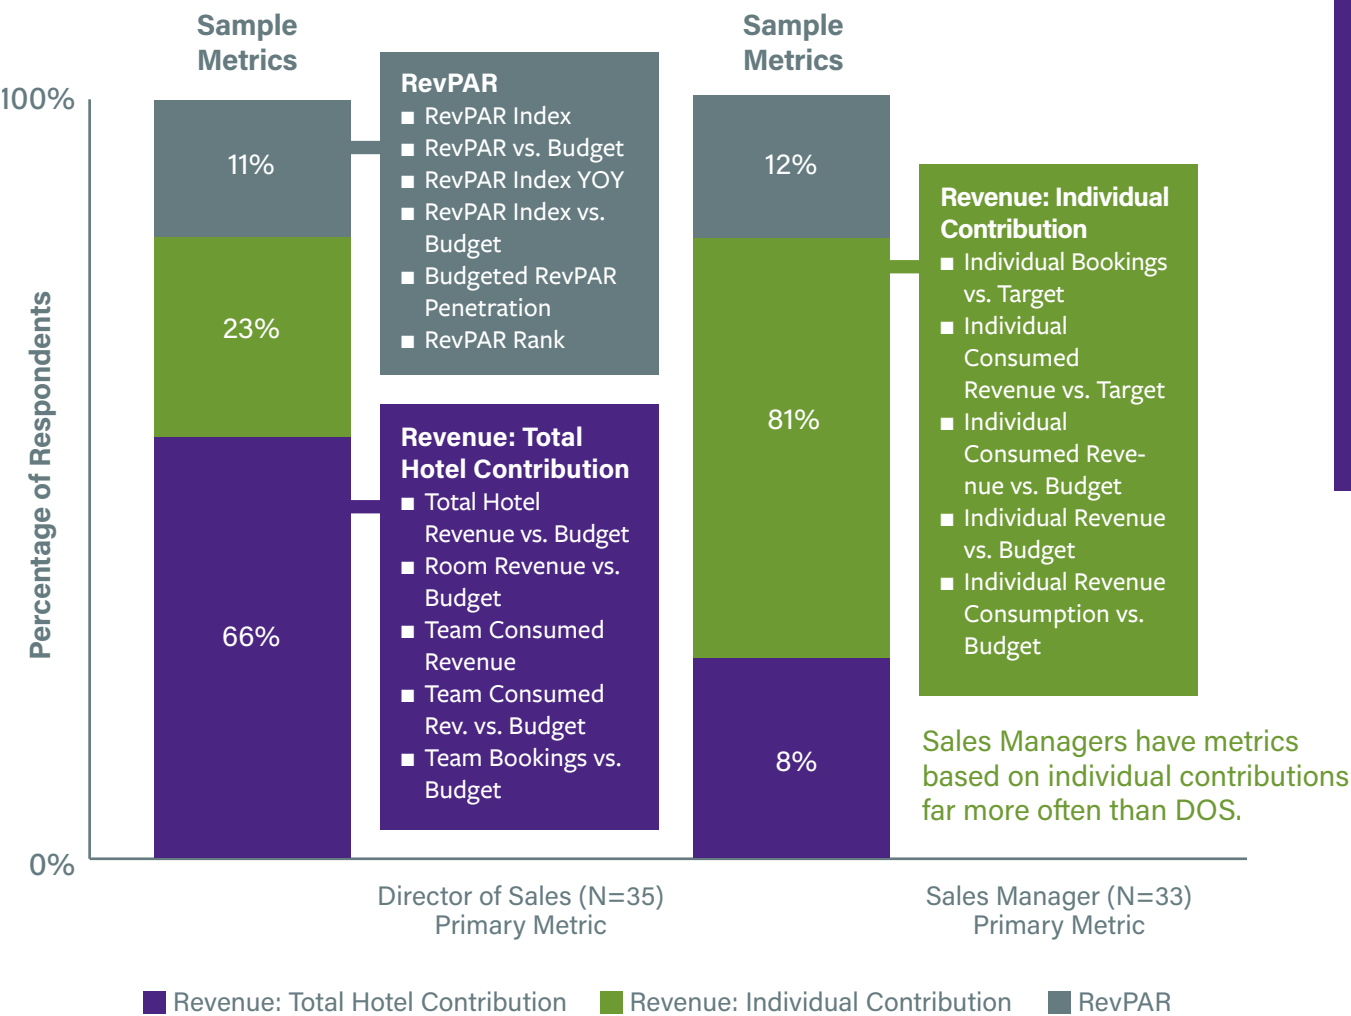 Sample
Metrics
100%
11%
23%
66%
RevPAR
■ RevPAR Index
■ RevPAR vs. Budget
■ RevPAR Index YOY
■ RevPAR Index vs.
Budget
■ Budgeted RevPAR
Penetration
■ RevPAR Rank
Revenue: Total
Hotel Contribution
■ Total Hotel
Revenue vs. Budget
■ Room Revenue vs.
Budget
■ Team Consumed
Revenue
■ Team Consumed
Rev. vs. Budget
■ Team Bookings vs.
Budget
Sample
Metrics
12%
81%
8%
Revenue: Individual
Contribution
■ Individual Bookings
vs. Target
■ Individual
Consumed
Revenue vs. Target
■ Individual
Consumed Reve-
nue vs. Budget
■ Individual Revenue
vs. Budget
■ Individual Revenue
Consumption vs.
Budget
Sales Managers have metrics
based on individual contributions
far more often than DOS.
Percentage of Respondents
0%
Director of Sales (N=35)
Primary Metric
Sales Manager (N=33)
Primary Metric
Revenue: Total Hotel Contribution
Revenue: Individual Contribution
RevPAR